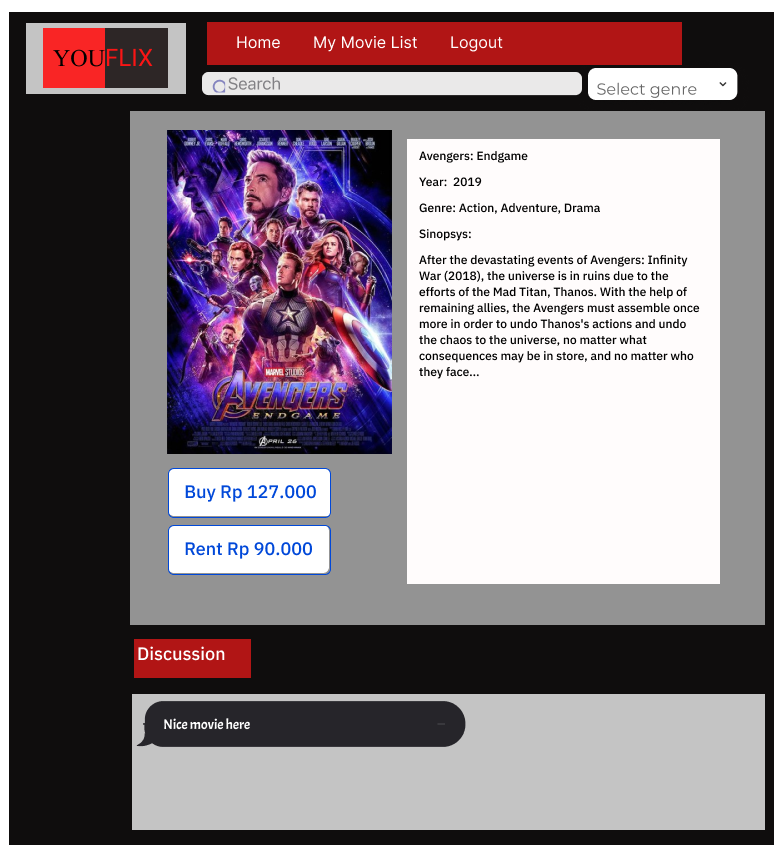 YOUFLIX
Home My Movie List Logout
Search
Select genre
MARVEL STUDIOS
AVENGERS
ENDGAME
APRIL 26
Avengers: Endgame
Year: 2019
Genre: Action, Adventure, Drama
Sinopsys:
After the devastating events of Avengers: Infinity
War (2018), the universe is in ruins due to the
efforts of the Mad Titan, Thanos. With the help of
remaining allies, the Avengers must assemble once
more in order to undo Thanos's actions and undo
the chaos to the universe, no matter what
consequences may be in store, and no matter who
they face...
Buy Rp 127.000
Rent Rp 90.000
Discussion
Nice movie here